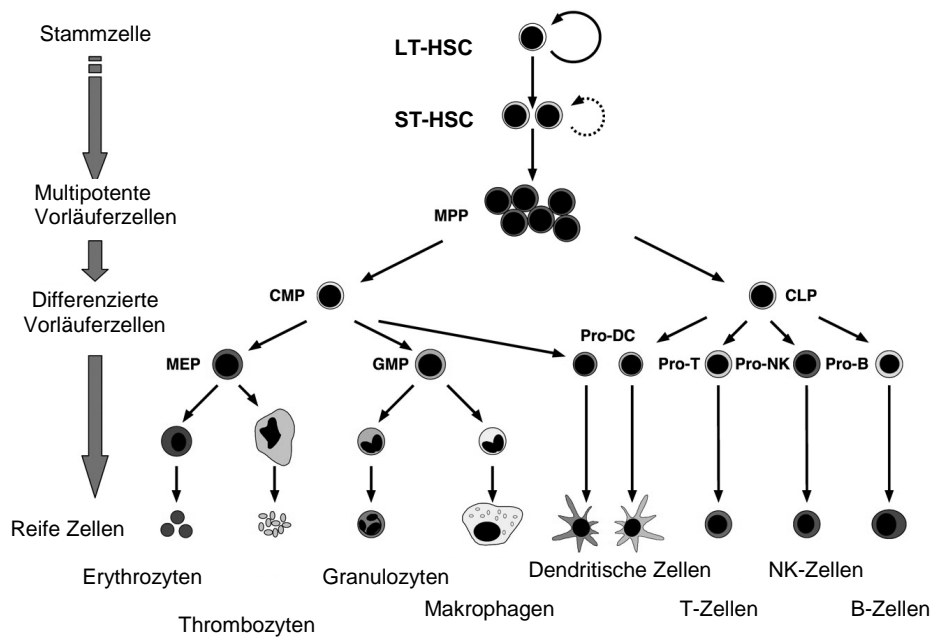 Stammzelle
LT-HSC
ST-HSC
Multipotente
Vorläuferzellen
MPP
Differenzierte
Vorläuferzellen
CMP
CLP
Pro-DC
MEP
GMP
Pro-T
Pro-NK
Pro-B
Reife Zellen
Erythrozyten
Thrombozyten
Granulozyten
Makrophagen
Dendritische Zellen
T-Zellen
NK-Zellen
B-Zellen